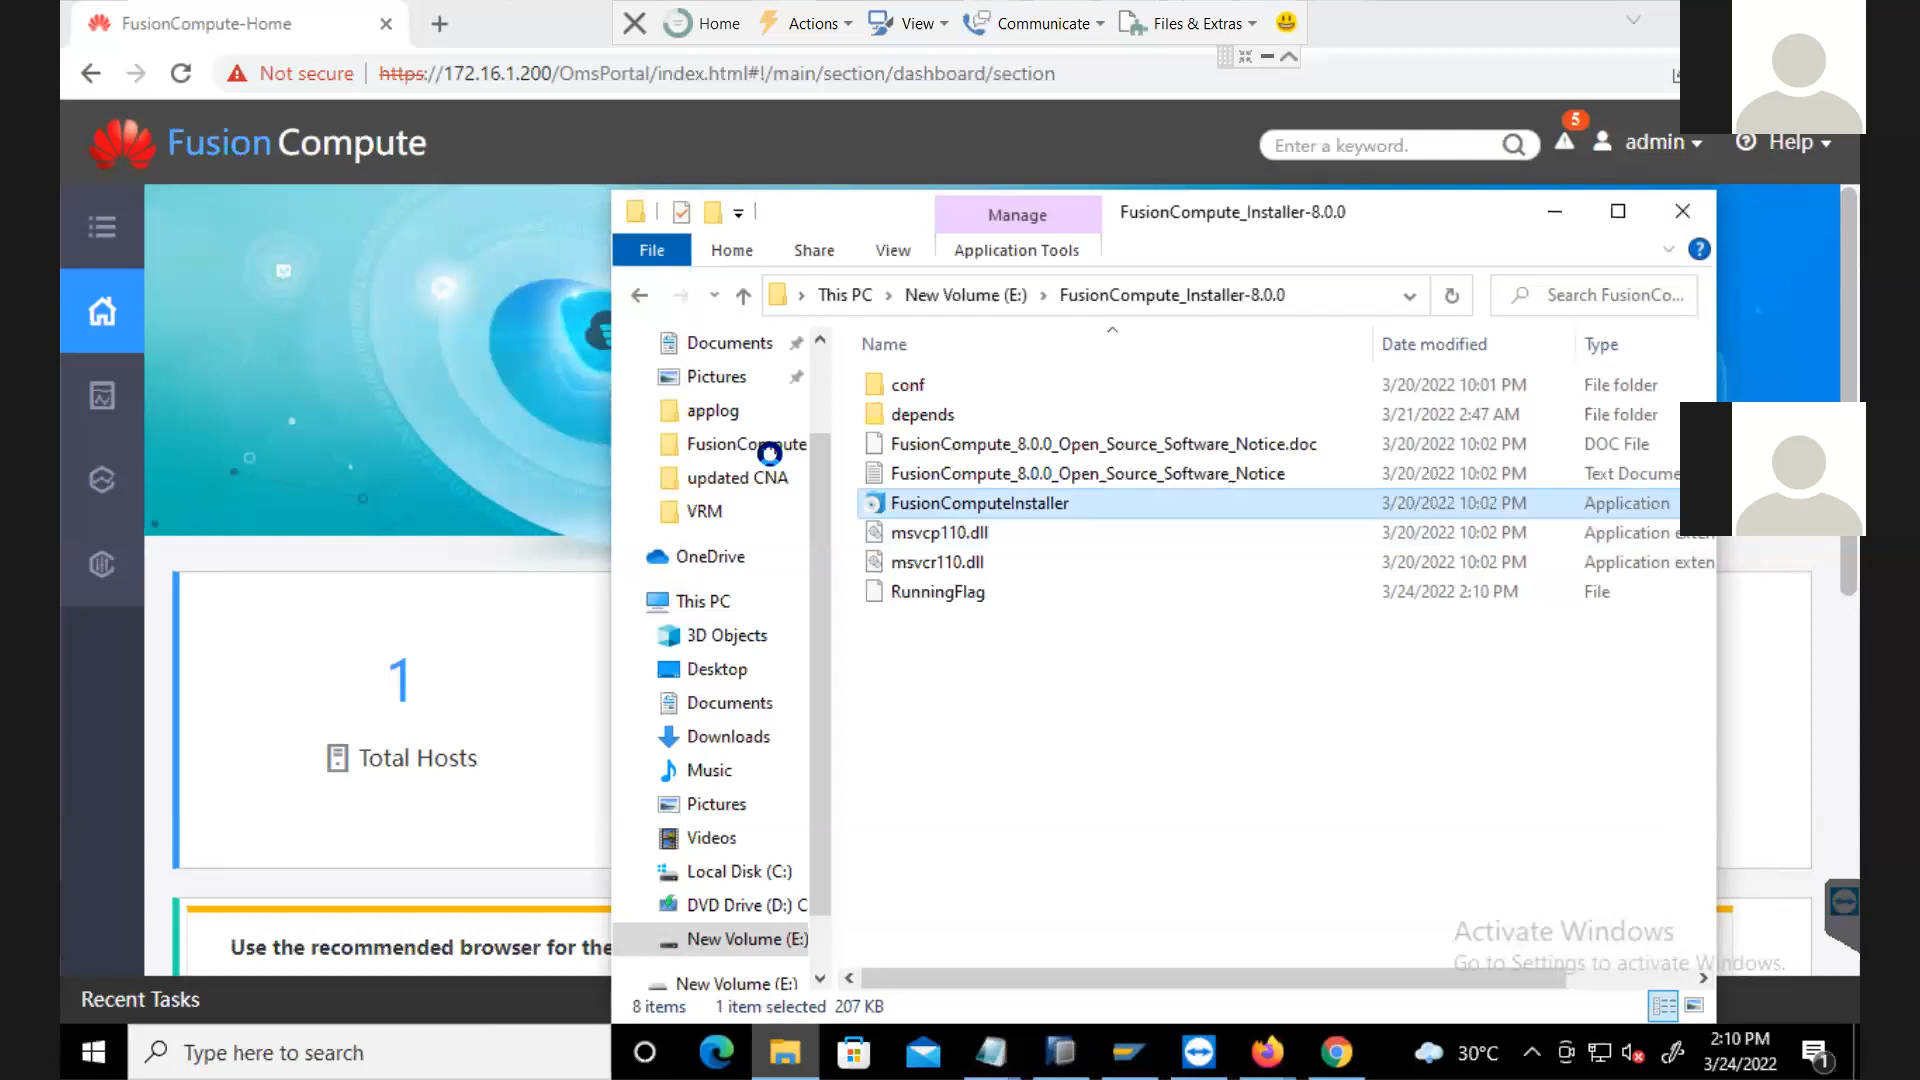 FusionCompute-Home
Home
Actions
View
Communicate
Files & Extras
Not secure
https://172.16.1.200/OmsPortal/index.html#!/main/section/dashboard/section
FusionCompute
Enter a keyword.
5
admin
Help
Manage
FusionCompute_Installer-8.0.0
File
Home
Share
View
Application Tools
This PC
New Volume (E:)
FusionCompute_Installer-8.0.0
Search FusionCo...
Documents
Pictures
applog
FusionCompute
updated CNA
VRM
OneDrive
This PC
3D Objects
Desktop
Documents
Downloads
Music
Pictures
Videos
Local Disk (C:)
DVD Drive (D:) C
New Volume (E:)
New Volume (E:)
Name
Date modified
Type
conf
3/20/2022 10:01 PM
File folder
depends
3/21/2022 2:47 AM
File folder
FusionCompute_8.0.0_Open_Source_Software_Notice.doc
3/20/2022 10:02 PM
DOC File
FusionCompute_8.0.0_Open_Source_Software_Notice
3/20/2022 10:02 PM
Text Docume
FusionComputeInstaller
3/20/2022 10:02 PM
Application
msvcp110.dll
3/20/2022 10:02 PM
Application exten
msvcr110.dll
3/20/2022 10:02 PM
Application exten
RunningFlag
3/24/2022 2:10 PM
File
8 items
1 item selected 207 KB
1
Total Hosts
Use the recommended browser for the
Activate Windows
Go to Settings to activate Windows.
Recent Tasks
Type here to search
30°C
2:10 PM
3/24/2022
1